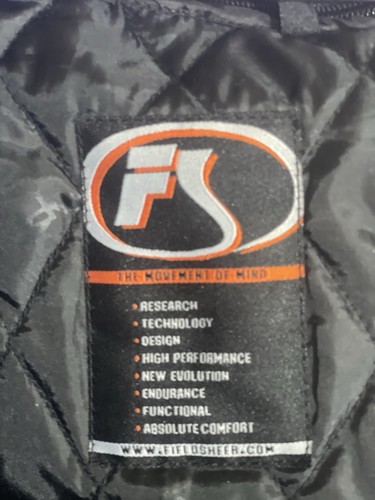 FS
THE MOVEMENT OF MIND
RESEARCH
TECHNOLOGY
DESIGN
HIGH PERFORMANCE
NEW EVOLUTION
ENDURANCE
FUNCTIONAL
ABSOLUTE COMFORT
WWW.FIELDSHEER.COM